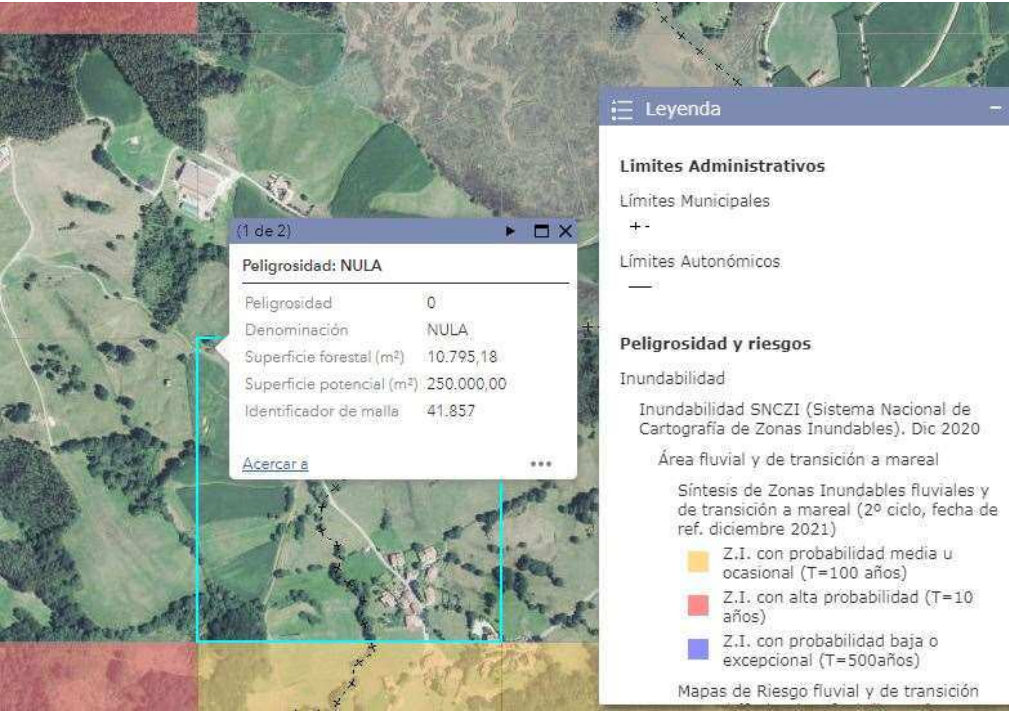 (1 de 2)
Peligrosidad: NULA
Peligrosidad 0
Denominación NULA
Superficie forestal (m²) 10.795,18
Superficie potencial (m²) 250.000,00
Identificador de malla 41.857
Acercar a
Leyenda
Limites Administrativos
Límites Municipales
Límites Autonómicos
Peligrosidad y riesgos
Inundabilidad
Inundabilidad SNCZI (Sistema Nacional de
Cartografía de Zonas Inundables). Dic 2020
Área fluvial y de transición a mareal
Síntesis de Zonas Inundables fluviales y
de transición a mareal (2º ciclo, fecha de
ref. diciembre 2021)
Z.I. con probabilidad media u
ocasional (T=100 años)
Z.I. con alta probabilidad (T=10
años)
Z.I. con probabilidad baja o
excepcional (T=500años)
Mapas de Riesgo fluvial y de transición